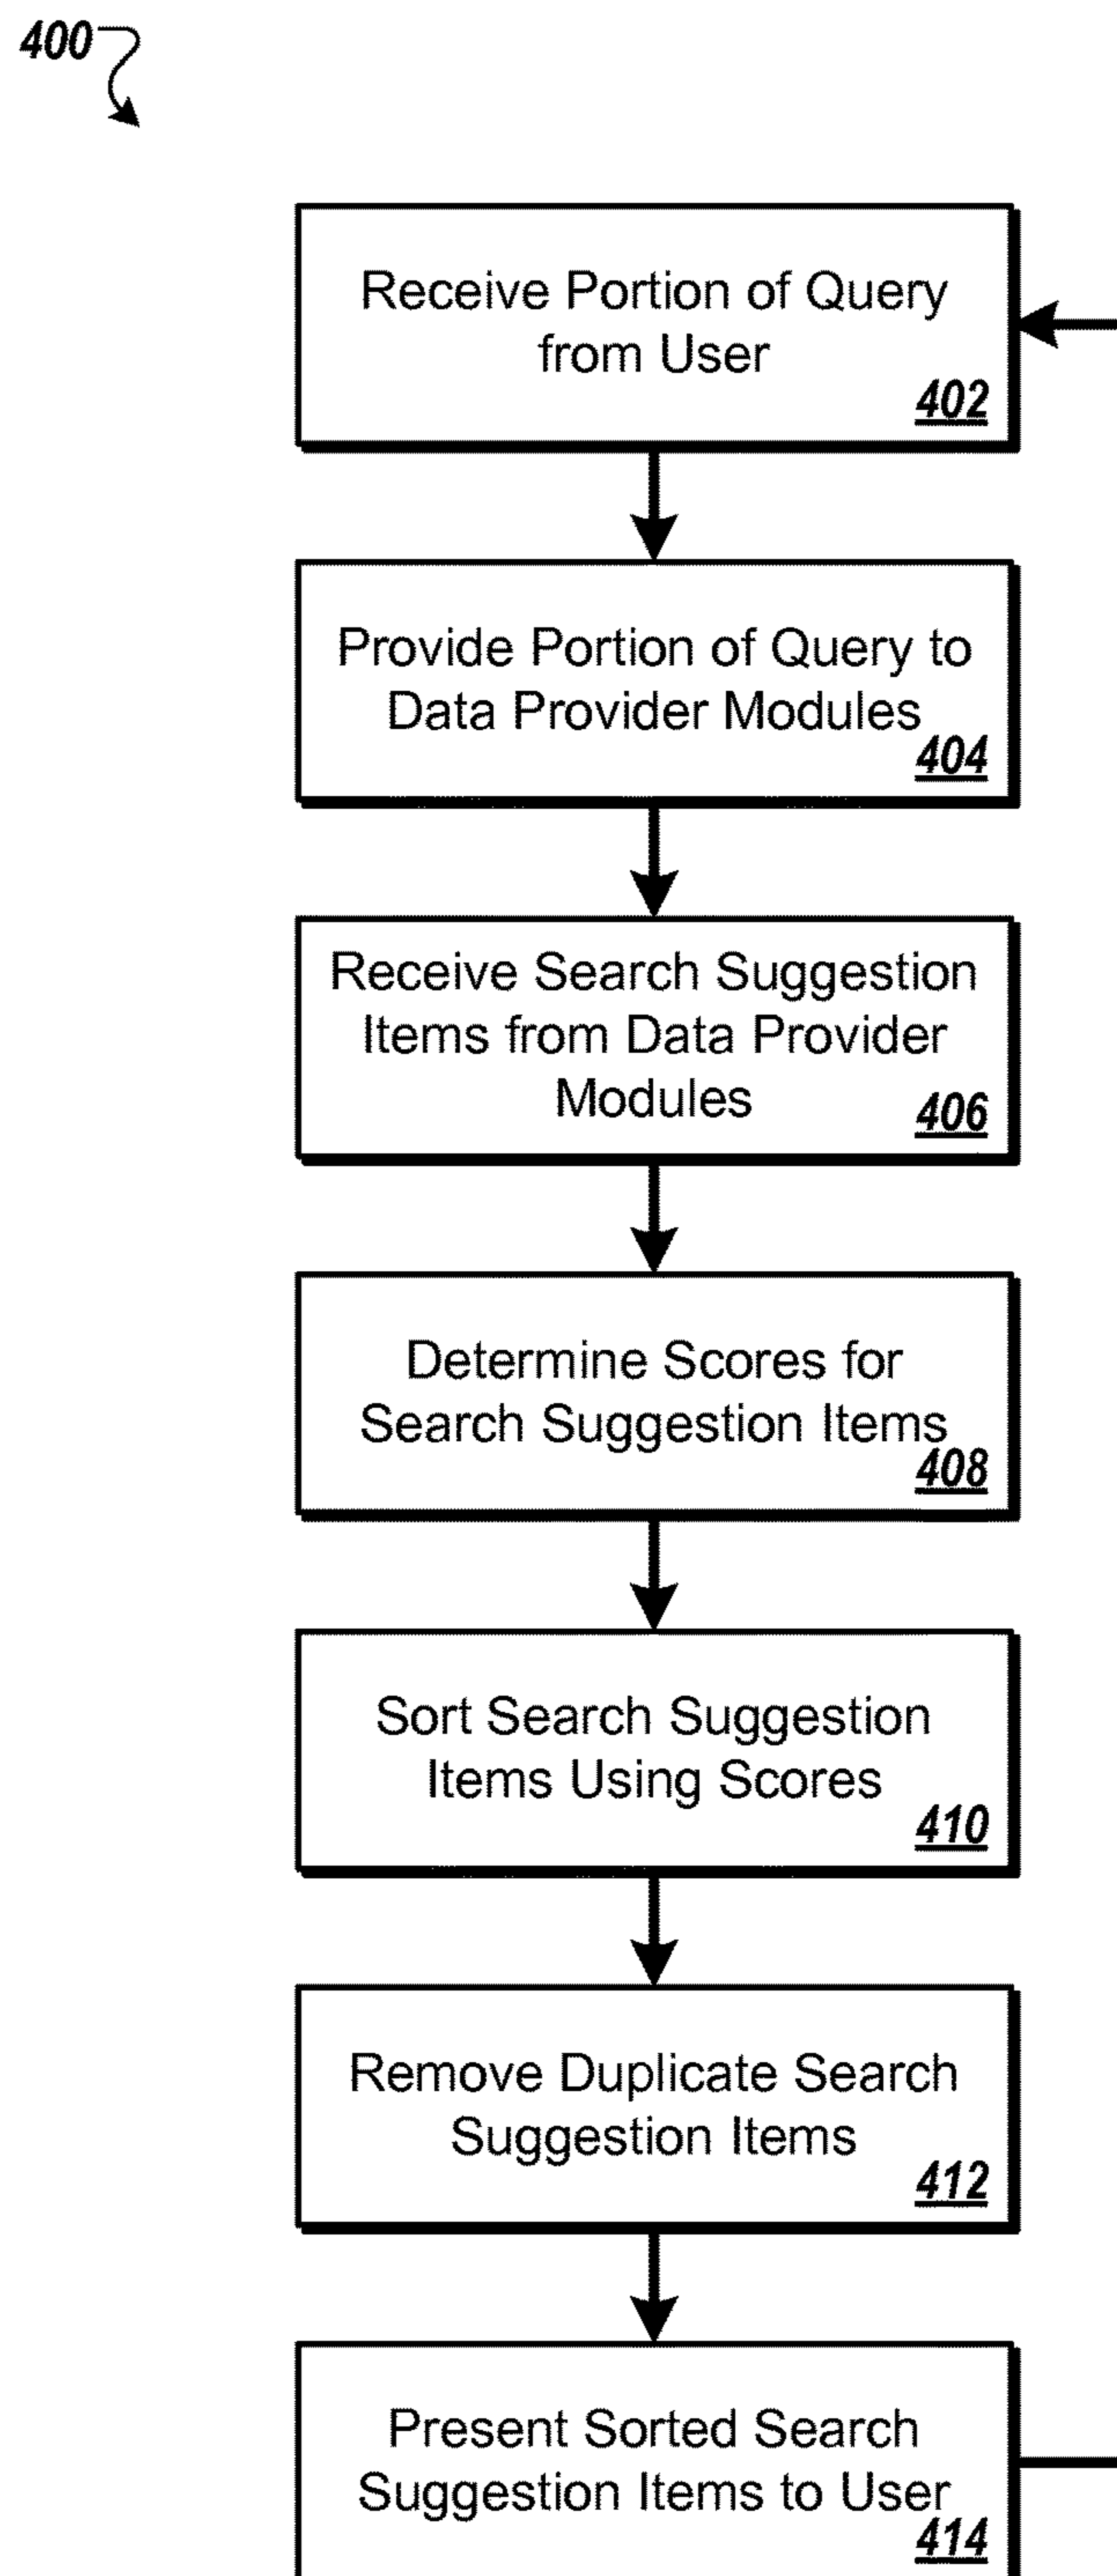 400
Receive Portion of Query
from User
402
Provide Portion of Query to
Data Provider Modules
404
Receive Search Suggestion
Items from Data Provider
Modules
406
Determine Scores for
Search Suggestion Items
408
Sort Search Suggestion
Items Using Scores
410
Remove Duplicate Search
Suggestion Items
412
Present Sorted Search
Suggestion Items to User
414